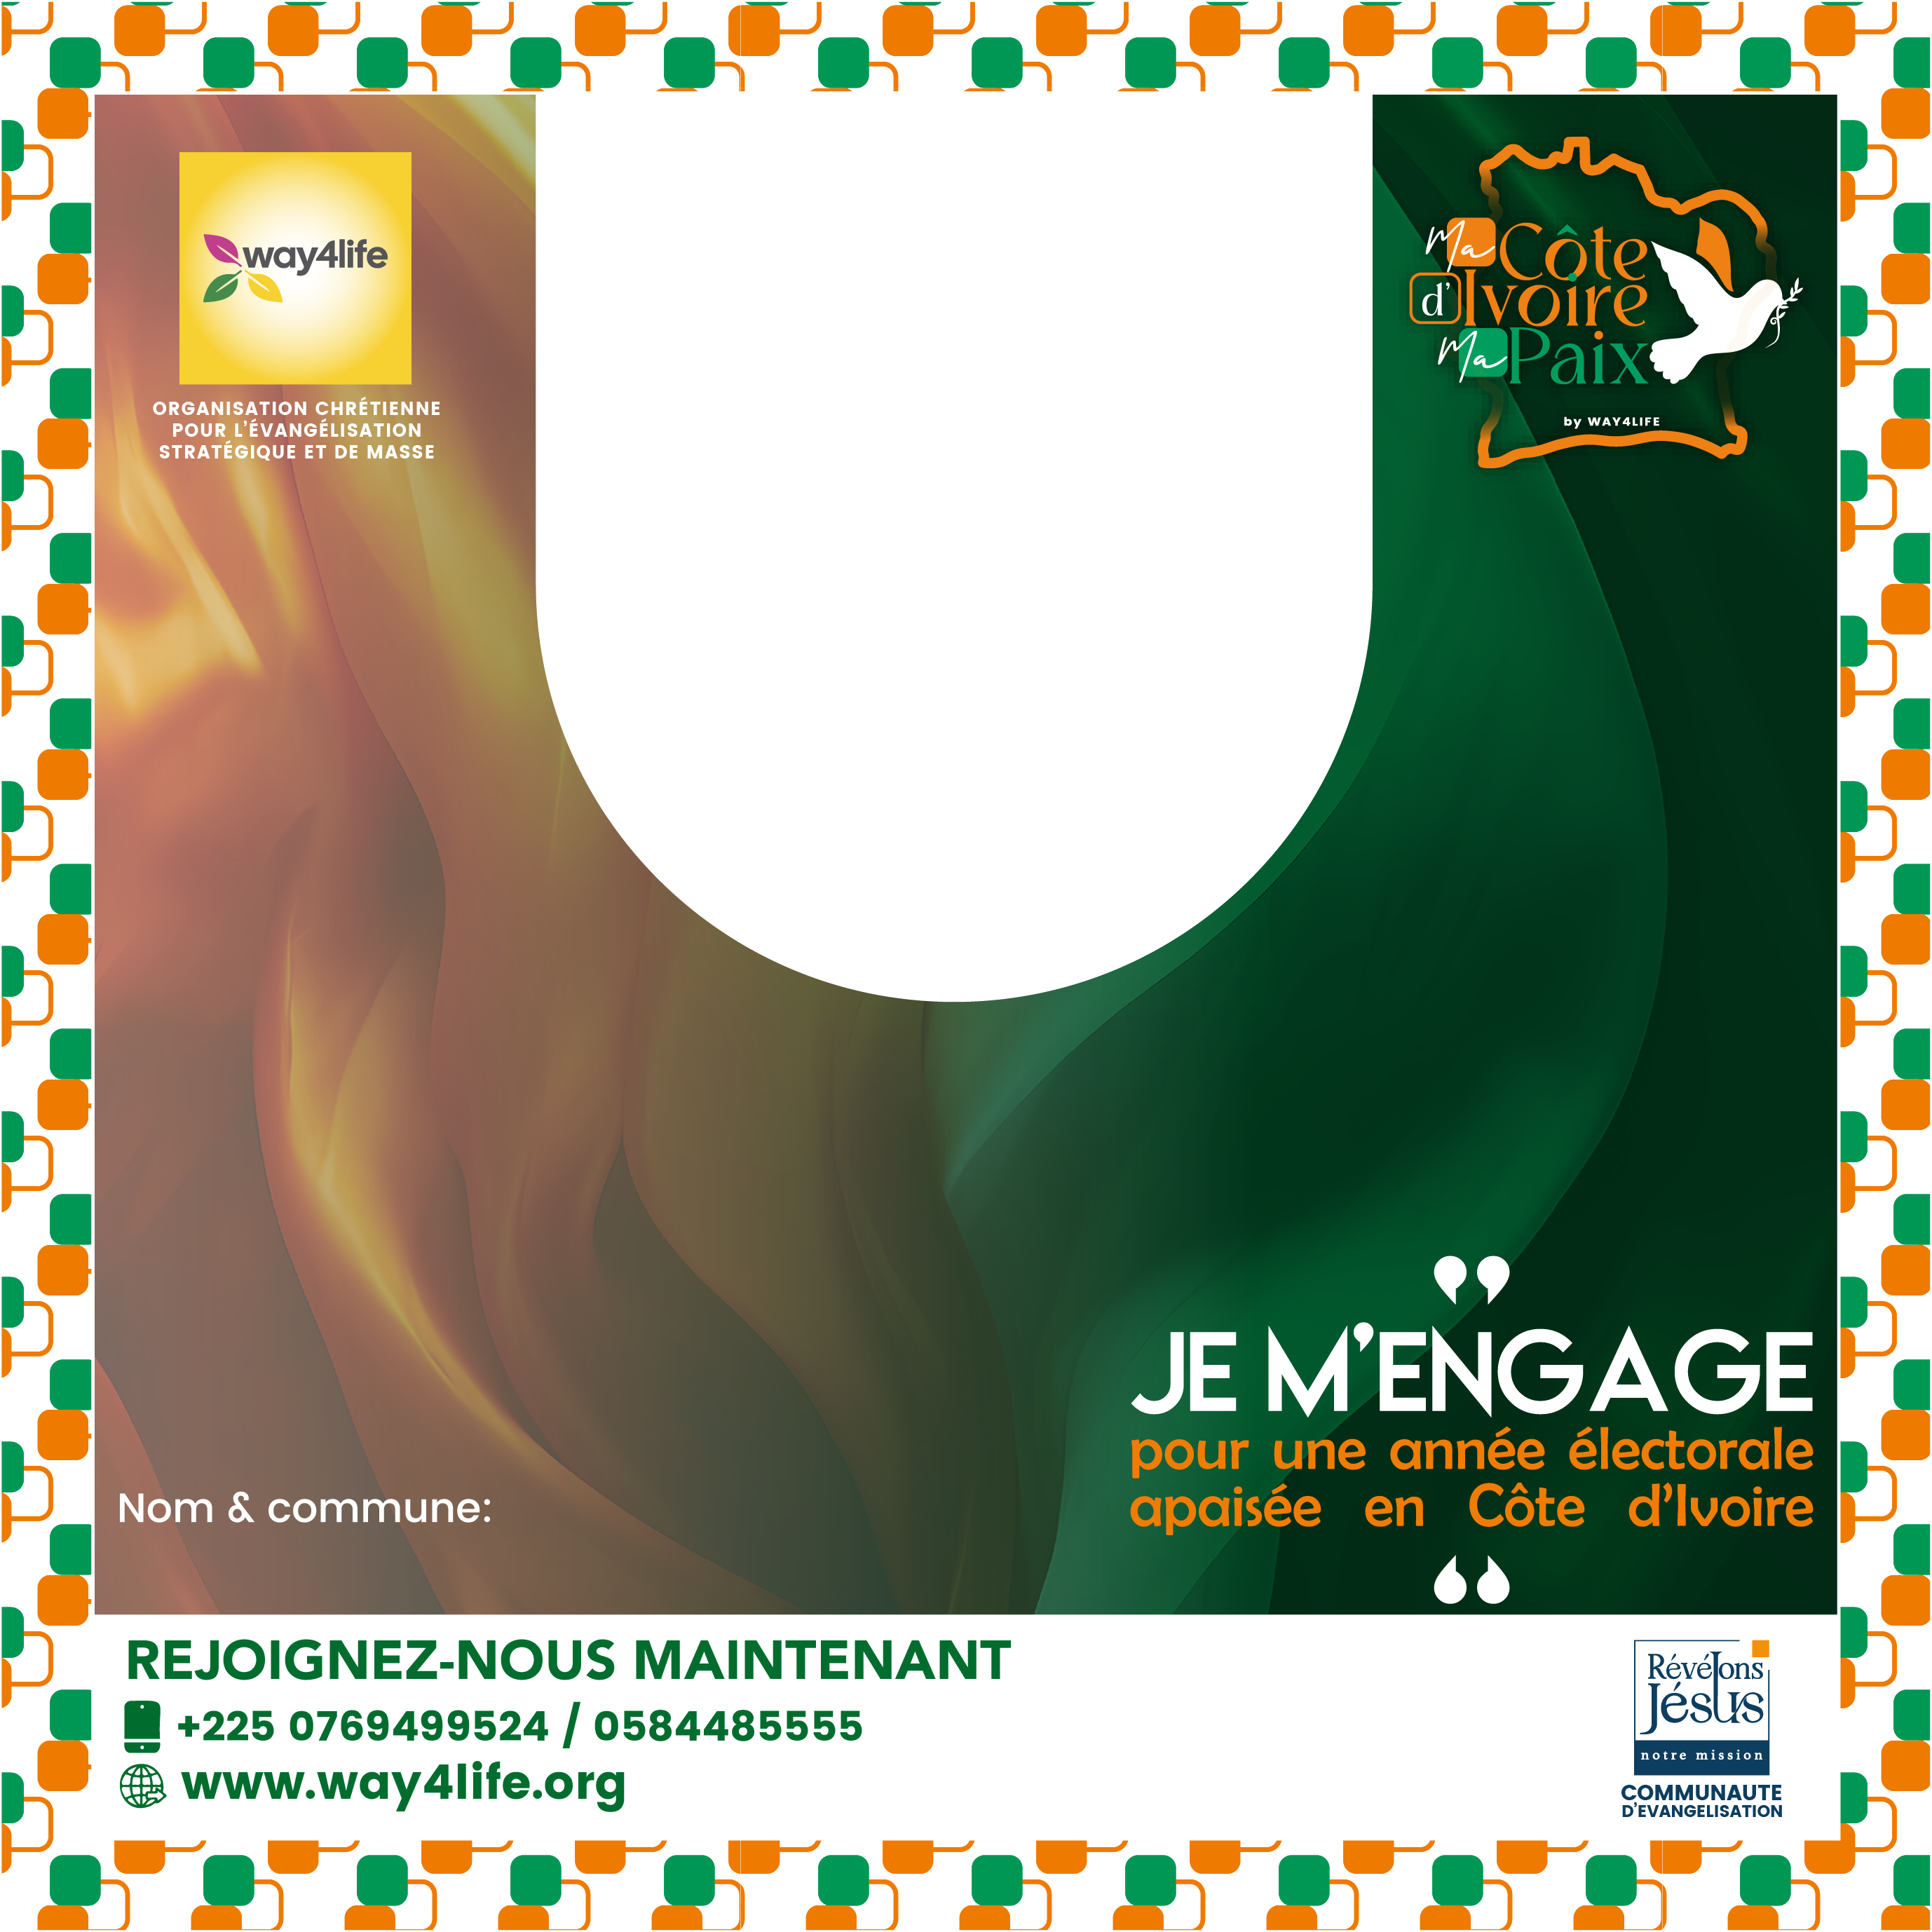 way4life
ORGANISATION CHRÉTIENNE
POUR L’ÉVANGÉLISATION
STRATÉGIQUE ET DE MASSE
Ma Côte
d’Ivoire
Ma Paix
by WAY4LIFE
”
JE M’ENGAGE
pour une année électorale
apaisée en Côte d’Ivoire
“
Nom & commune:
REJOIGNEZ-NOUS MAINTENANT
+225 0769499524 / 0584485555
www.way4life.org
Révélons
Jésus
notre mission
COMMUNAUTE
D’EVANGELISATION